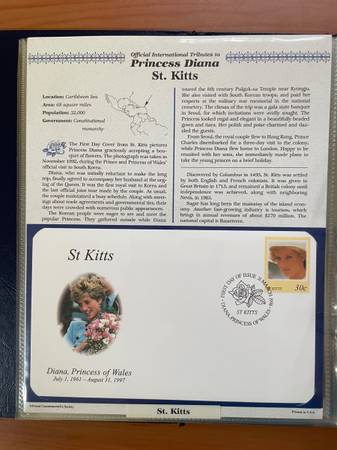 Official International Tributes to
Princess Diana
St. Kitts
Location: Caribbean Sea
Area: 68 square miles
Population: 32,000
Government: Constitutional
monarchy
The First Day Cover from St. Kitts pictures
Princess Diana graciously accepting a bou-
quet of flowers. The photograph was taken in
November 1992, during the Prince and Princess of Wales'
official visit to South Korea.
Diana, who was initially reluctant to make the long
trip, finally agreed to accompany her husband at the urg-
ing of the Queen. It was the first royal visit to Korea and
the last official joint tour made by the couple. As usual,
the couple maintained a busy schedule. Along with meet-
ings about trade agreements and governmental ties, their
days were crowded with numerous public appearances.
The Korean people were eager to see and meet the
popular Princess. They gathered outside while Diana
toured the 6th century Pulguk-sa Temple near Kyongju.
She also visited with South Korean troops, and paid her
respects at the military war memorial in the national
cemetery. The climax of the trip was a gala state banquet
in Seoul, for which invitations were avidly sought. The
Princess looked regal and elegant in a beautifully beaded
gown and tiara. Her polish and poise charmed and daz-
zled the guests.
From Seoul, the royal couple flew to Hong Kong. Prince
Charles disembarked for a three-day visit to the colony,
while Princess Diana flew home to London. Happy to be
reunited with her sons, she immediately made plans to
take the young princes on a brief holiday.
Discovered by Columbus in 1493, St. Kitts was settled
by both English and French colonists. It was given to
Great Britain in 1713, and remained a British colony until
independence was achieved, along with neighboring
Nevis, in 1983.
Sugar has long been the mainstay of the island econ-
omy. Another fast-growing industry is tourism, which
brings in annual revenues of about $270 million. The
national capital is Basseterre.
St Kitts
Diana, Princess of Wales
July 1, 1961 – August 31, 1997
FIRST DAY OF ISSUE 31 MARCH 1998
ST KITTS
DIANA, PRINCESS OF WALES
KITTS
30c
St. Kitts
Printed in U.S.A.